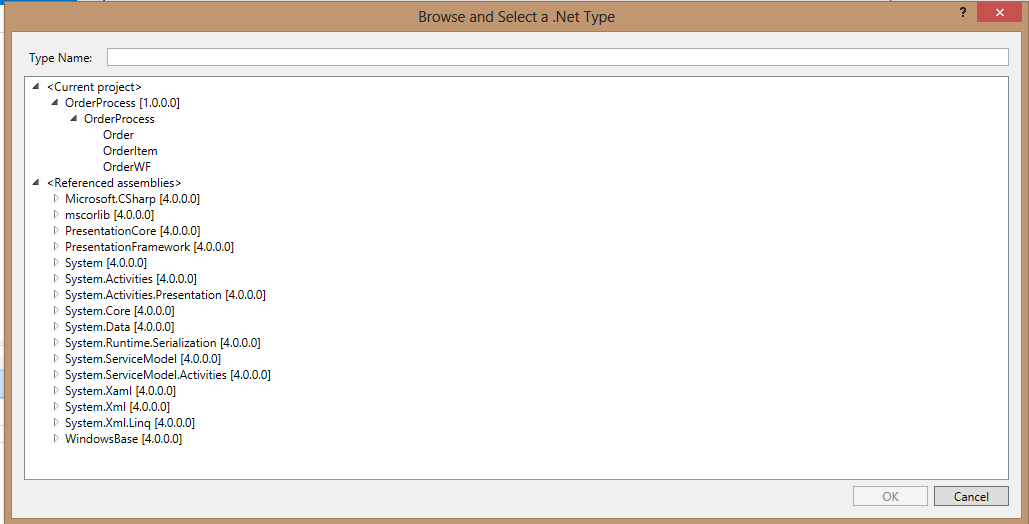 Browse and Select a .Net Type
?
Type Name:
<Current project>
OrderProcess [1.0.0.0]
OrderProcess
Order
OrderItem
OrderWF
<Referenced assemblies>
Microsoft.CSharp [4.0.0.0]
mscorlib [4.0.0.0]
PresentationCore [4.0.0.0]
PresentationFramework [4.0.0.0]
System [4.0.0.0]
System.Activities [4.0.0.0]
System.Activities.Presentation [4.0.0.0]
System.Core [4.0.0.0]
System.Data [4.0.0.0]
System.Runtime.Serialization [4.0.0.0]
System.ServiceModel [4.0.0.0]
System.ServiceModel.Activities [4.0.0.0]
System.Xaml [4.0.0.0]
System.Xml [4.0.0.0]
System.Xml.Linq [4.0.0.0]
WindowsBase [4.0.0.0]
OK Cancel